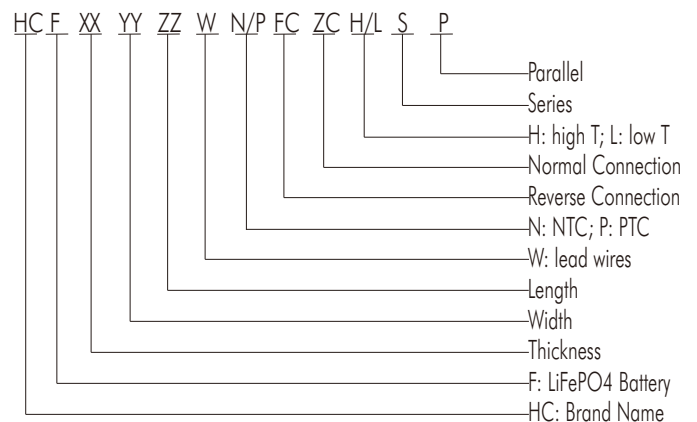 HC F XX YY ZZ W N/P FC ZC H/L S P
Parallel
Series
H: high T; L: low T
Normal Connection
Reverse Connection
N: NTC; P: PTC
W: lead wires
Length
Width
Thickness
F: LiFePO4 Battery
HC: Brand Name